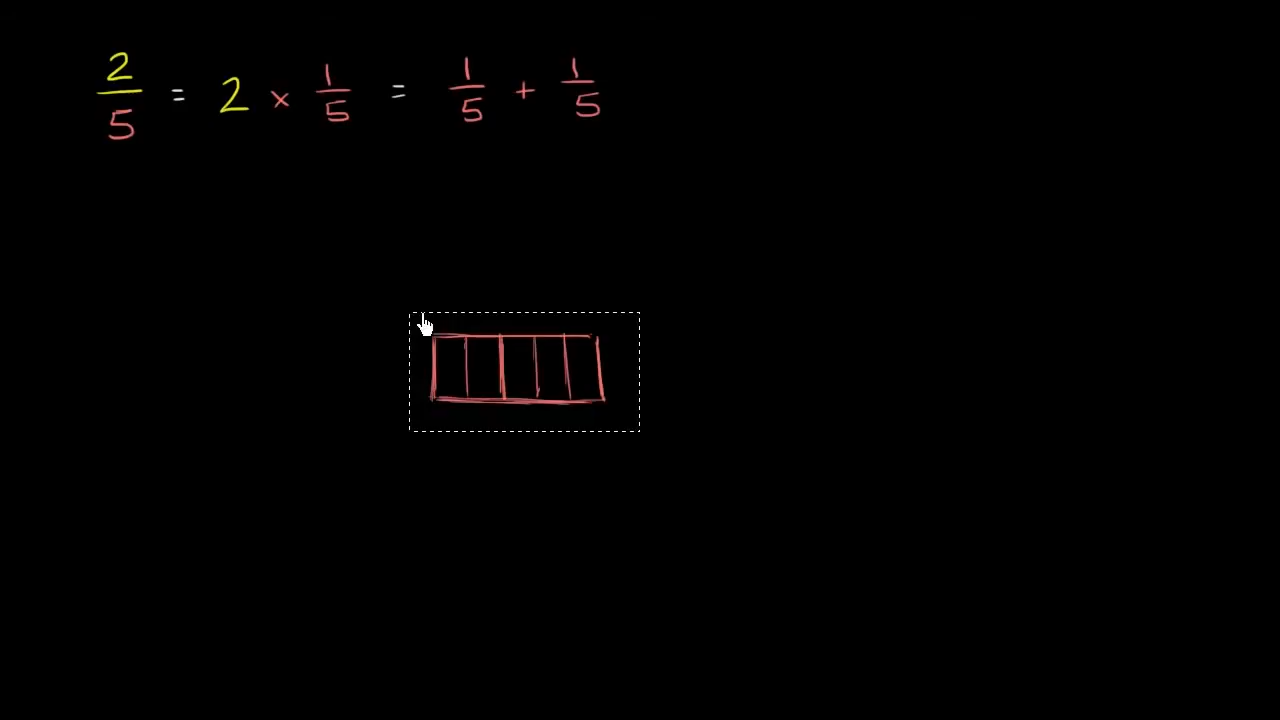 2/5 = 2 × 1/5 = 1/5 + 1/5